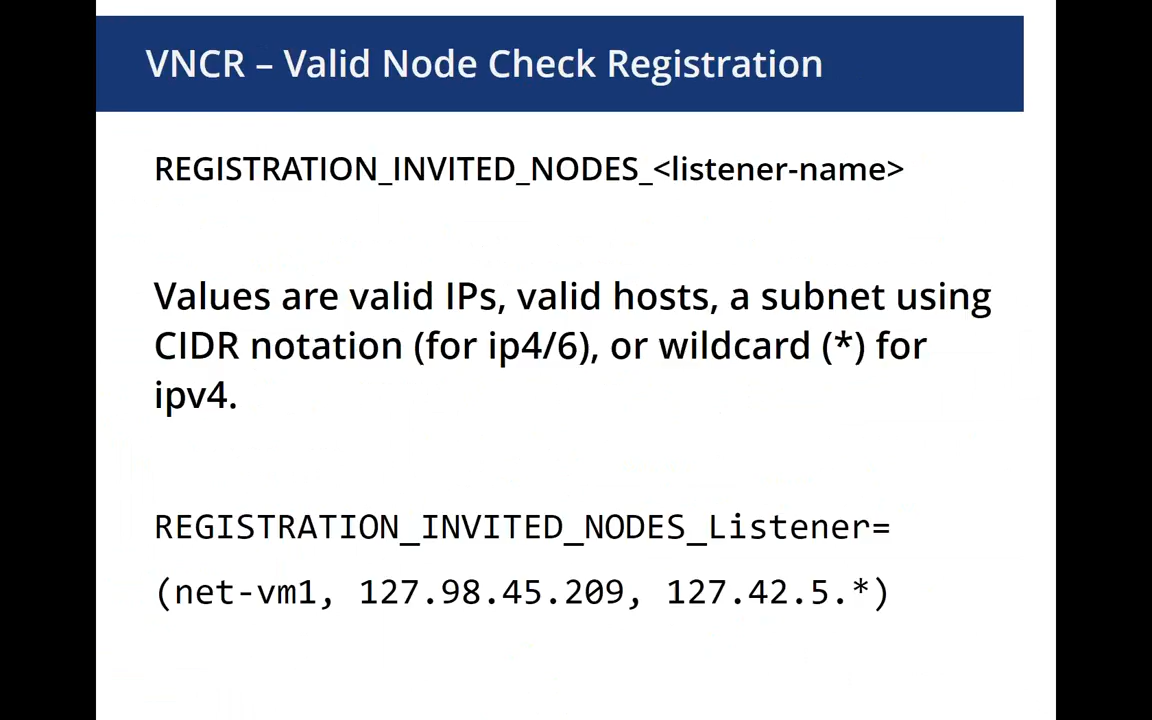 VNCR – Valid Node Check Registration
REGISTRATION_INVITED_NODES_<listener-name>
Values are valid IPs, valid hosts, a subnet using
CIDR notation (for ip4/6), or wildcard (*) for
ipv4.
REGISTRATION_INVITED_NODES_Listener=
(net-vm1, 127.98.45.209, 127.42.5.*)